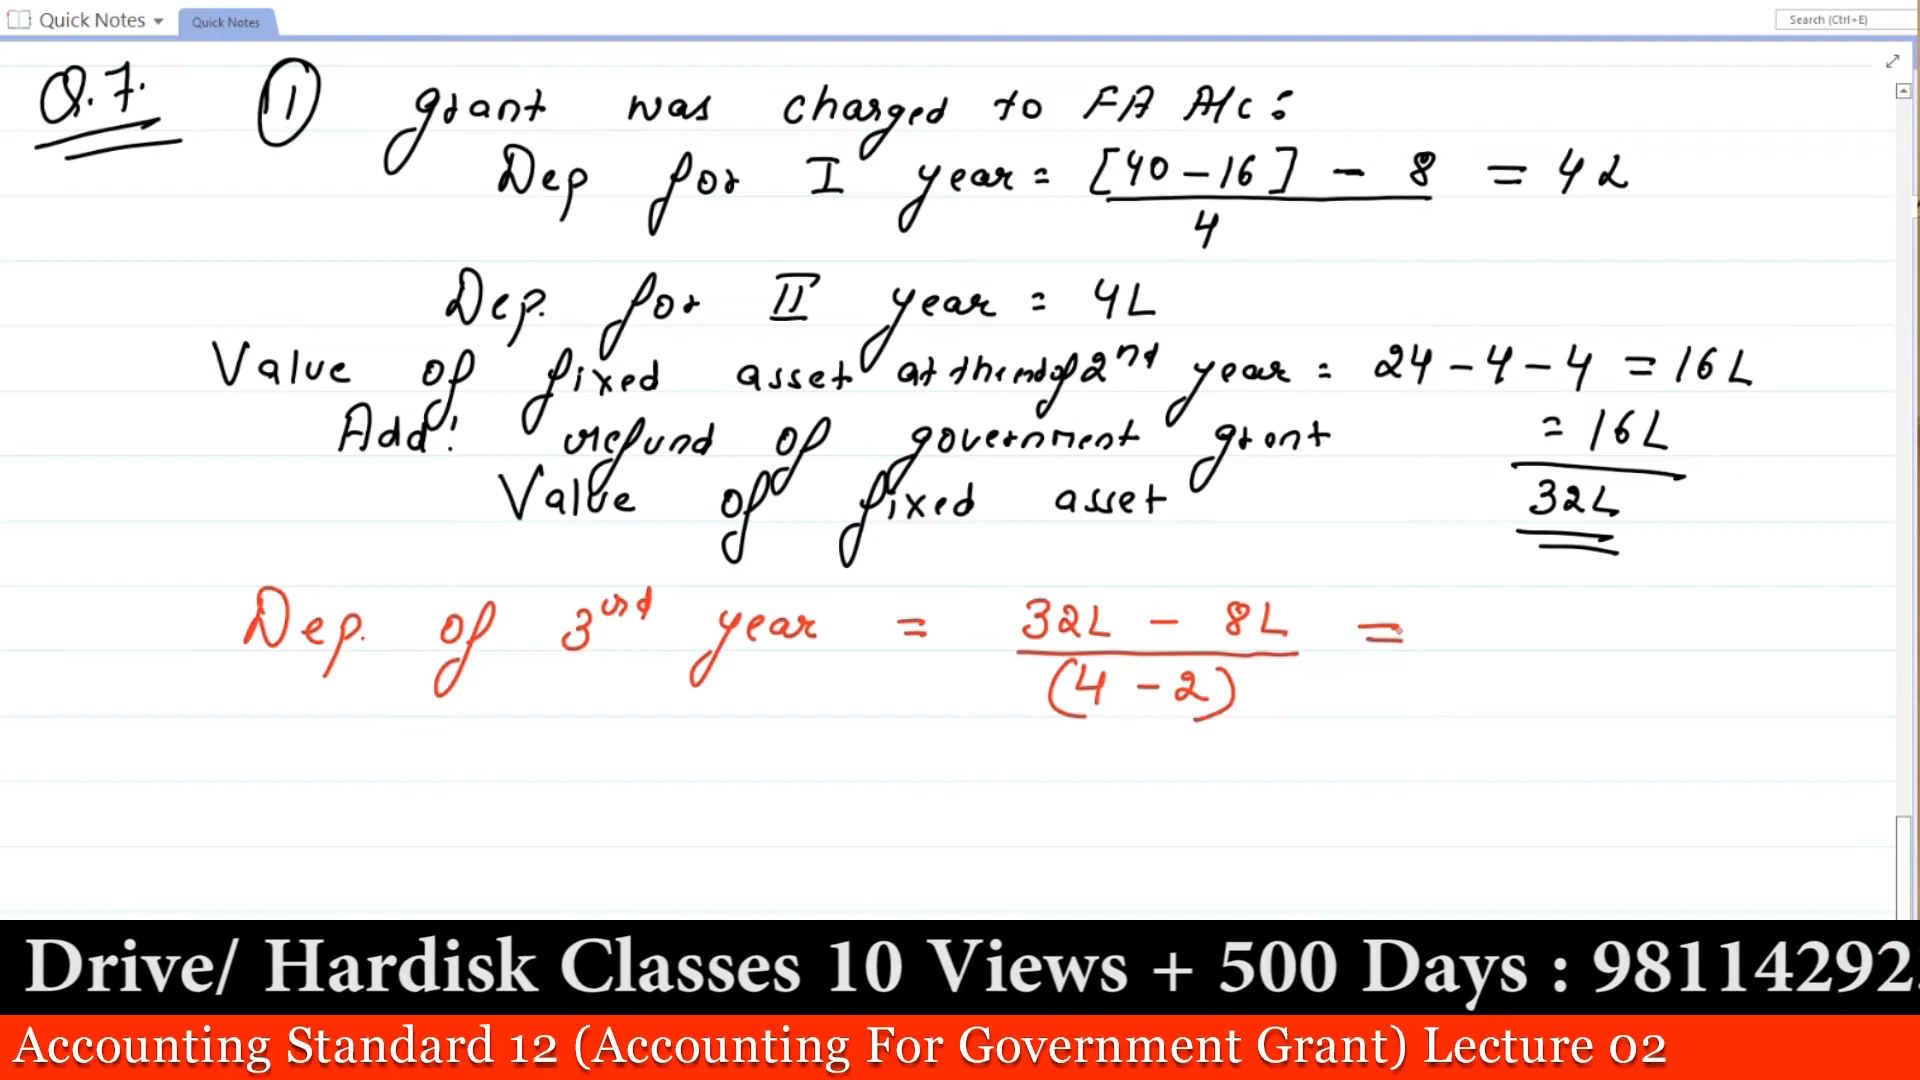 Quick Notes
Quick Notes
Search (Ctrl+E)
Q.7. ① grant was charged to FA A/c:
Dep for I year = [40 - 16] - 8 = 4L
4
Dep. for II year = 4L
Value of fixed asset at the end of 2nd year = 24 - 4 - 4 = 16L
Add: refund of government grant = 16L
Value of fixed asset 32L
Dep. of 3rd year = 32L - 8L =
(4 - 2)
Drive/ Hardisk Classes 10 Views + 500 Days : 98114292
Accounting Standard 12 (Accounting For Government Grant) Lecture 02